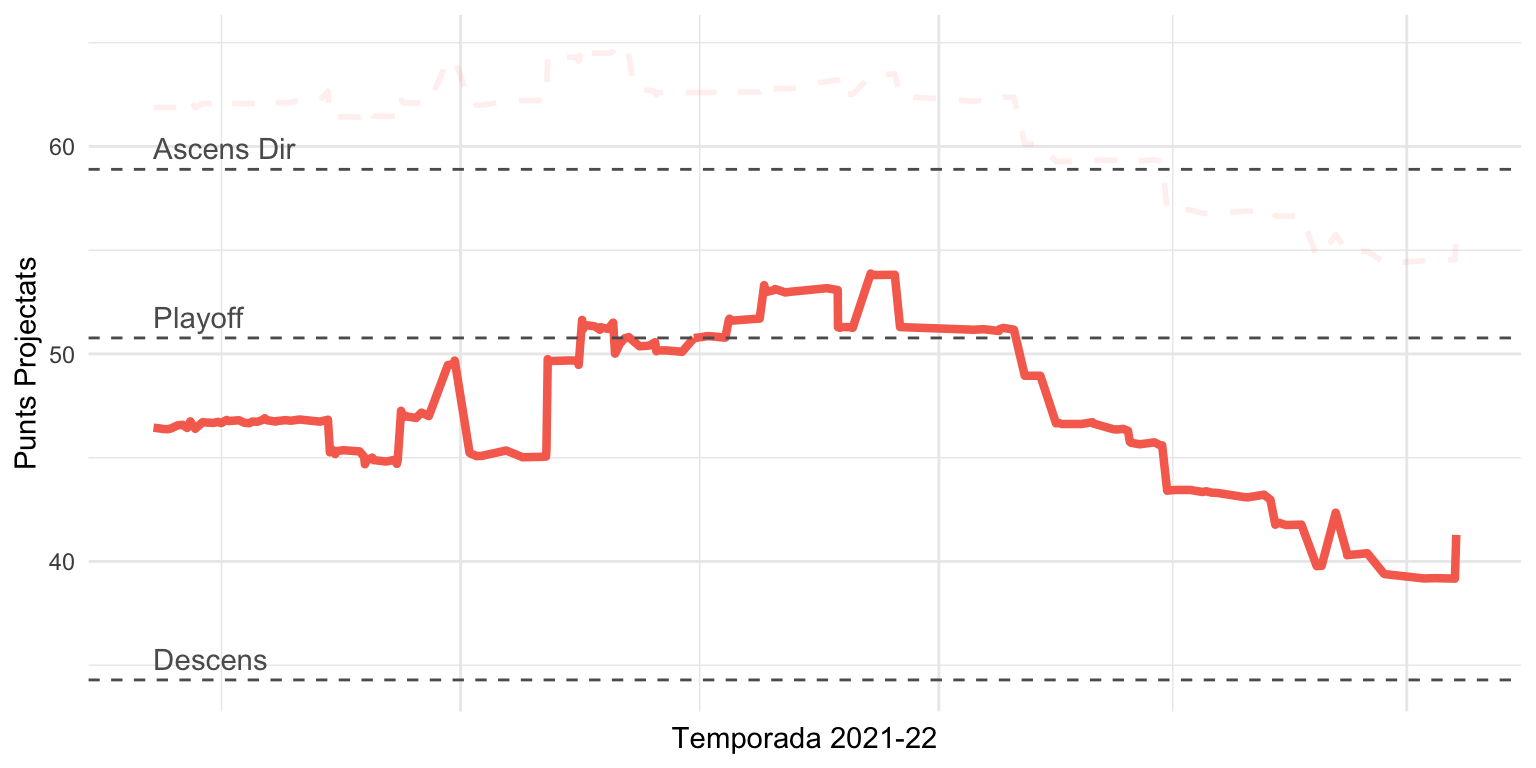 60
50
40
Ascens Dir
Playoff
Descens
Punts Projectats
Temporada 2021-22